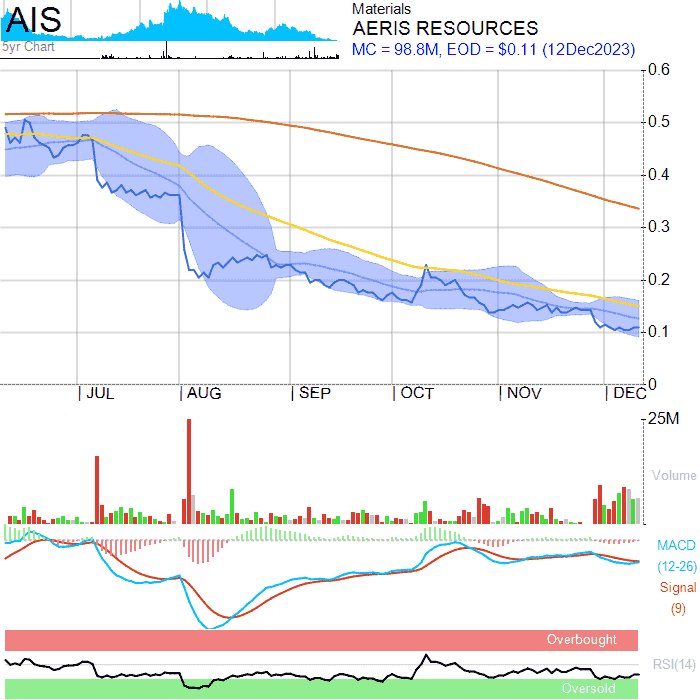 AIS
5yr Chart
Materials
AERIS RESOURCES
MC = 98.8M, EOD = $0.11 (12Dec2023)
0.6
0.5
0.4
0.3
0.2
0.1
0
| JUL | AUG | SEP | OCT | NOV | DEC
25M
Volume
MACD
(12-26)
Signal
(9)
Overbought
RSI(14)
Oversold